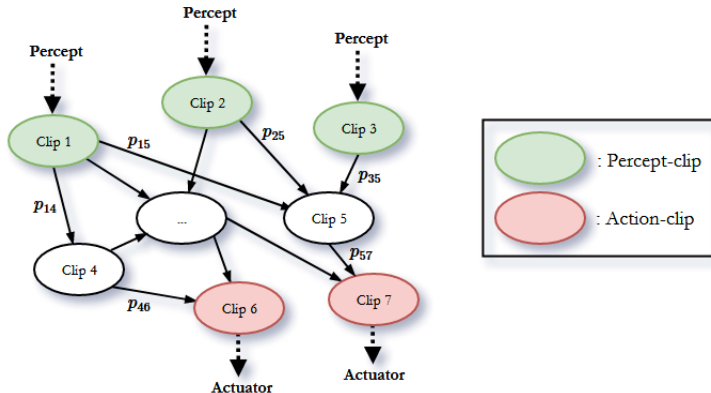 Percept
Percept
Percept
Clip 1
Clip 2
Clip 3
p15
p25
p35
p14
...
Clip 5
Clip 4
p57
p46
Clip 6
Clip 7
Actuator
Actuator
: Percept-clip
: Action-clip